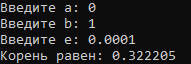 Введите a: 0
Введите b: 1
Введите e: 0.0001
Корень равен: 0.322205